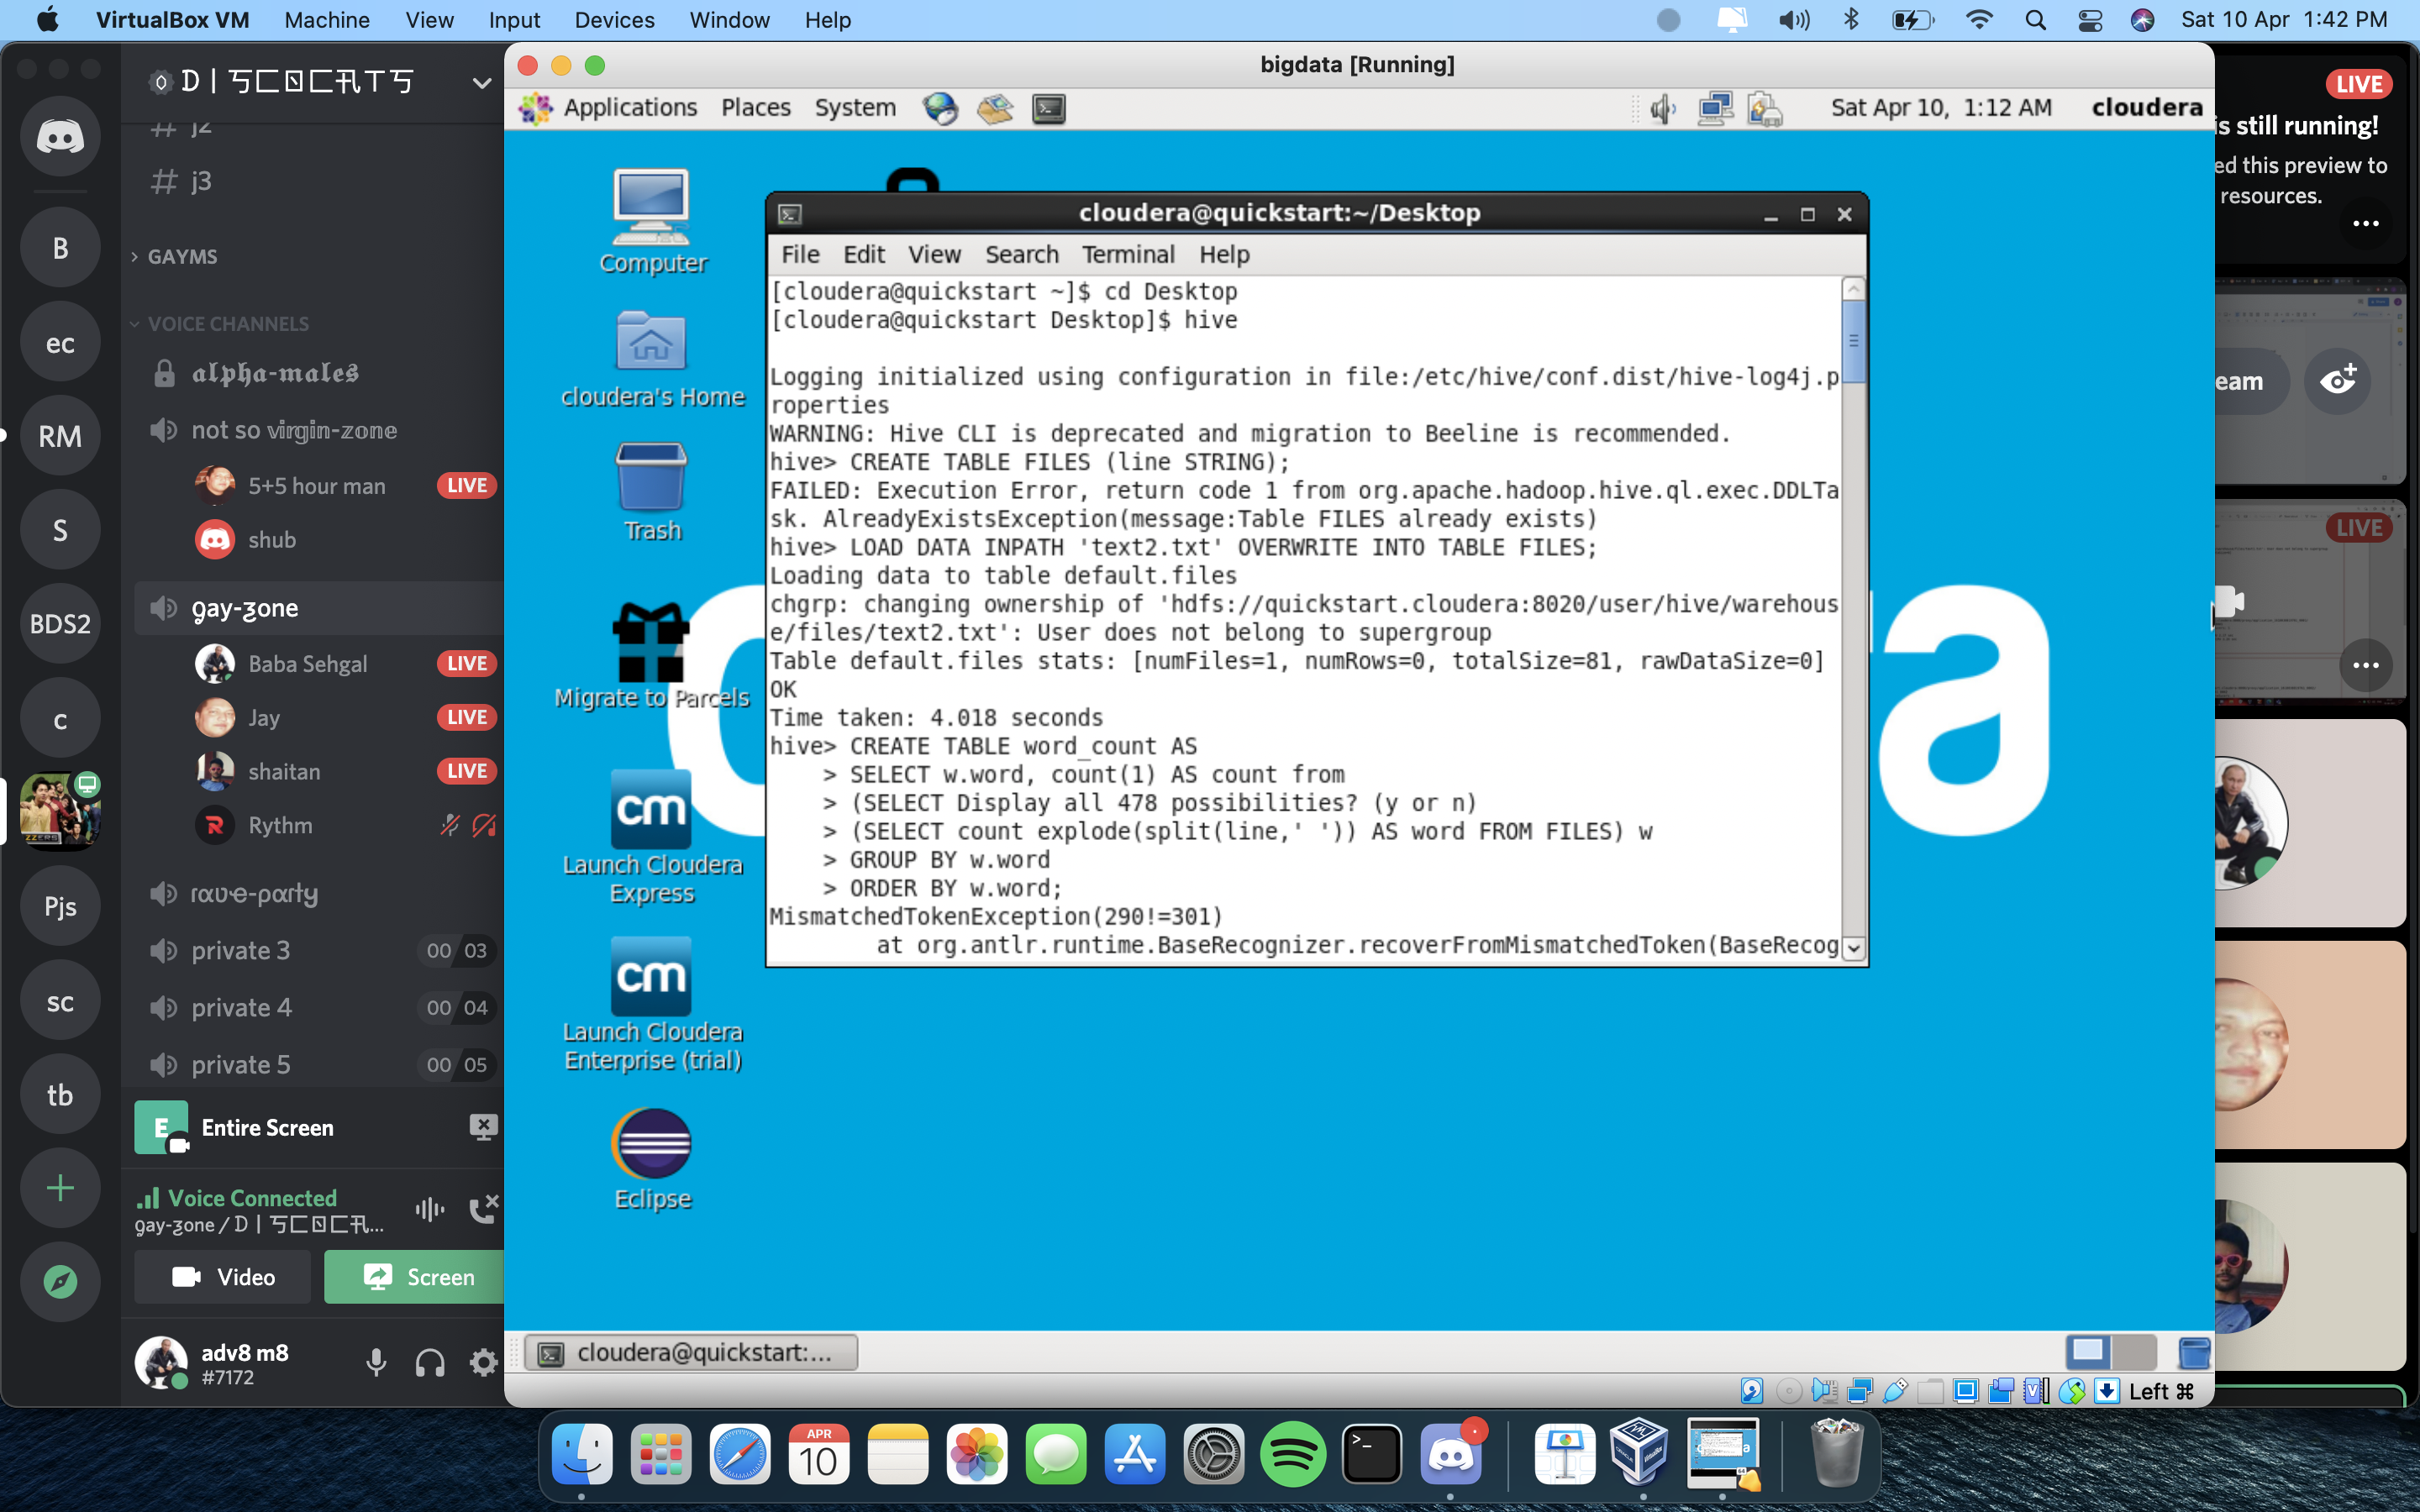 VirtualBox VM Machine View Input Devices Window Help Sat 10 Apr 1:42 PM
j2
# j3
GAYMS
VOICE CHANNELS
alpha-males
not so virgin-zone
5+5 hour man LIVE
shub
gay-zone
Baba Sehgal LIVE
Jay LIVE
shaitan LIVE
Rythm
rave-party
private 3 00 03
private 4 00 04
private 5 00 05
B
ec
RM
S
BDS2
c
Pjs
sc
tb
E Entire Screen
Voice Connected
Video Screen
adv8 m8
#7172
bigdata [Running]
Applications Places System Sat Apr 10, 1:12 AM cloudera
Computer
cloudera's Home
Trash
Migrate to Parcels
cm
Launch Cloudera
Express
cm
Launch Cloudera
Enterprise (trial)
Eclipse
cloudera@quickstart:~/Desktop
File Edit View Search Terminal Help
[cloudera@quickstart ~]$ cd Desktop
[cloudera@quickstart Desktop]$ hive
Logging initialized using configuration in file:/etc/hive/conf.dist/hive-log4j.p
roperties
WARNING: Hive CLI is deprecated and migration to Beeline is recommended.
hive> CREATE TABLE FILES (line STRING);
FAILED: Execution Error, return code 1 from org.apache.hadoop.hive.ql.exec.DDLTa
sk. AlreadyExistsException(message:Table FILES already exists)
hive> LOAD DATA INPATH 'text2.txt' OVERWRITE INTO TABLE FILES;
Loading data to table default.files
chgrp: changing ownership of 'hdfs://quickstart.cloudera:8020/user/hive/warehous
e/files/text2.txt': User does not belong to supergroup
Table default.files stats: [numFiles=1, numRows=0, totalSize=81, rawDataSize=0]
OK
Time taken: 4.018 seconds
hive> CREATE TABLE word_count AS
> SELECT w.word, count(1) AS count from
> (SELECT Display all 478 possibilities? (y or n)
> (SELECT count explode(split(line,' ')) AS word FROM FILES) w
> GROUP BY w.word
> ORDER BY w.word;
MismatchedTokenException(290!=301)
at org.antlr.runtime.BaseRecognizer.recoverFromMismatchedToken(BaseRecog
cloudera@quickstart:...
Left ⌘
LIVE
is still running!
ed this preview to
resources.
eam
LIVE
APR
10